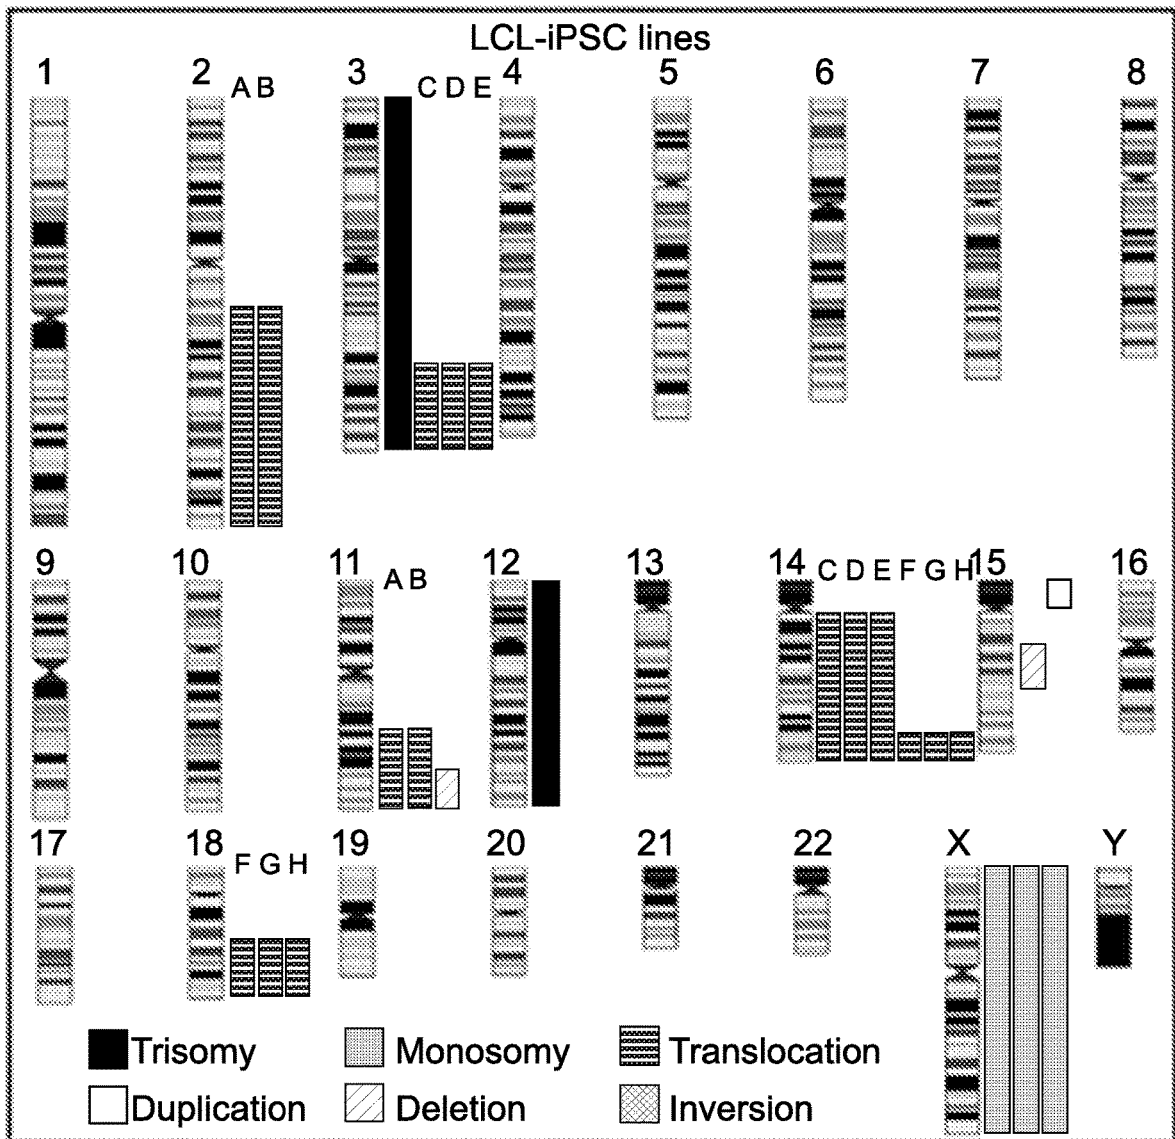 LCL-iPSC lines
1 2 A B 3 C D E 4 5 6 7 8
9 10 11 A B 12 13 14 C D E F G H 15 16
17 18 F G H 19 20 21 22 X Y
Trisomy Monosomy Translocation
Duplication Deletion Inversion